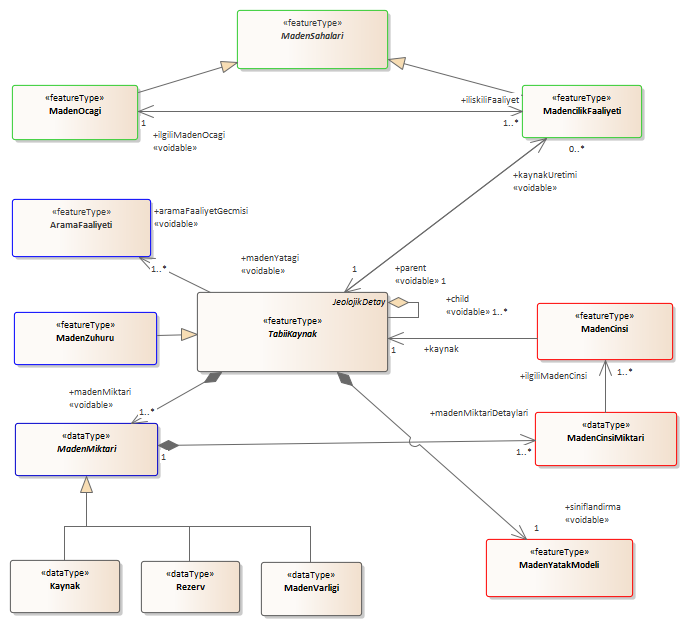 «featureType»
MadenSahalari
«featureType»
MadenOcagi
+iliskiliFaaliyet
«featureType»
MadencilikFaaliyeti
1
1..*
+ilgiliMadenOcagi
«voidable»
0..*
+kaynakUretimi
«voidable»
«featureType»
AramaFaaliyeti
+aramaFaaliyetGecmisi
«voidable»
1..*
+madenYatagi
«voidable»
1
+parent
«voidable» 1
JeolojikDetay
«featureType»
TabiiKaynak
+child
«voidable» 1..*
«featureType»
MadenZuhuru
«featureType»
MadenCinsi
1
+kaynak
+ilgiliMadenCinsi
1..*
+madenMiktari
«voidable»
1..*
+madenMiktariDetaylari
«dataType»
MadenMiktari
1
1..*
«dataType»
MadenCinsiMiktari
+siniflandirma
«voidable»
1
«featureType»
MadenYatakModeli
«dataType»
Kaynak
«dataType»
Rezerv
«dataType»
MadenVarligi